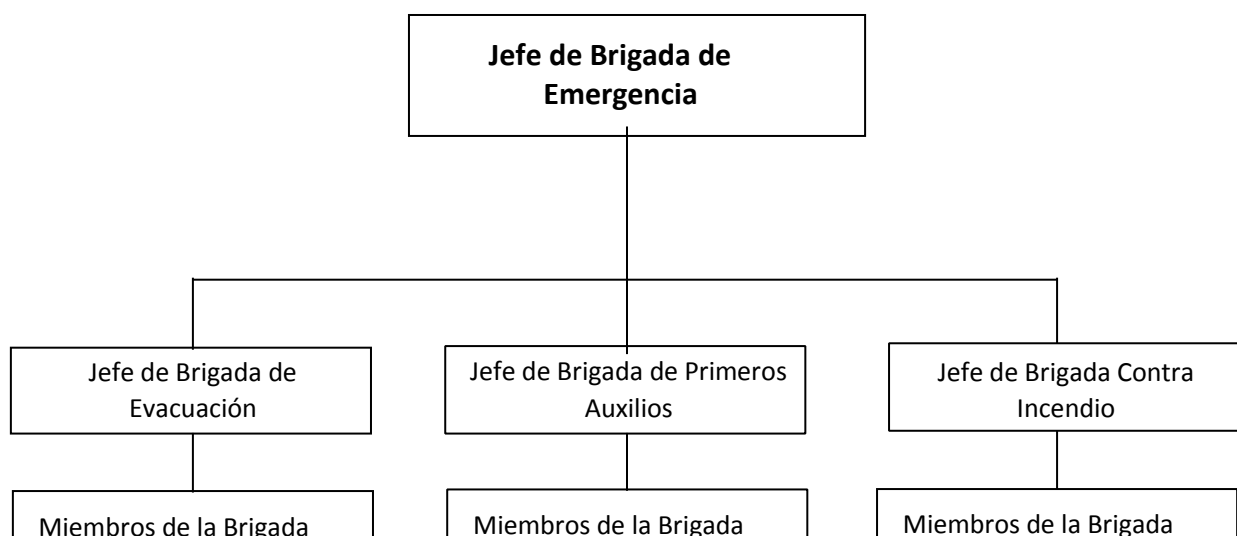 Jefe de Brigada de
Emergencia
Jefe de Brigada de
Evacuación
Jefe de Brigada de Primeros
Auxilios
Jefe de Brigada Contra
Incendio
Miembros de la Brigada
Miembros de la Brigada
Miembros de la Brigada